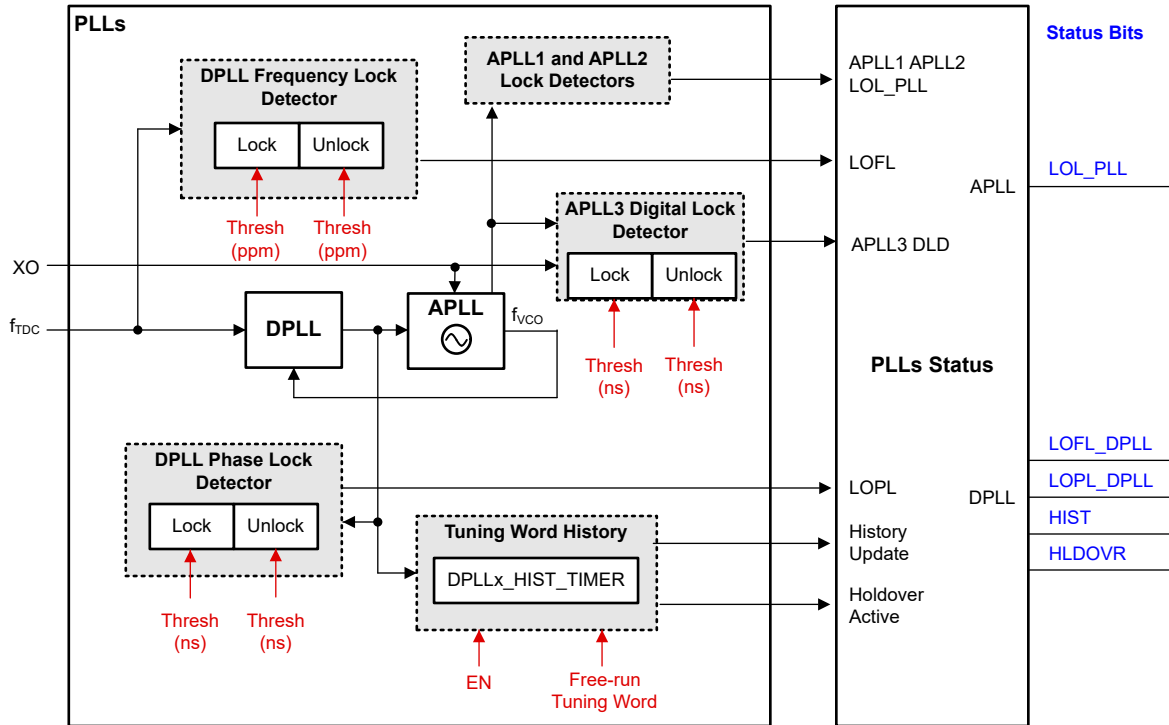 PLLs
DPLL Frequency Lock
Detector
Lock
Unlock
Thresh
(ppm)
Thresh
(ppm)
APLL1 and APLL2
Lock Detectors
APLL3 Digital Lock
Detector
Lock
Unlock
Thresh
(ns)
Thresh
(ns)
XO
fTDC
DPLL
APLL
fVCO
DPLL Phase Lock
Detector
Lock
Unlock
Thresh
(ns)
Thresh
(ns)
Tuning Word History
DPLLx_HIST_TIMER
EN
Free-run
Tuning Word
APLL1 APLL2
LOL_PLL
LOFL
APLL
APLL3 DLD
PLLs Status
LOPL
DPLL
History
Update
Holdover
Active
Status Bits
LOL_PLL
LOFL_DPLL
LOPL_DPLL
HIST
HLDOVR